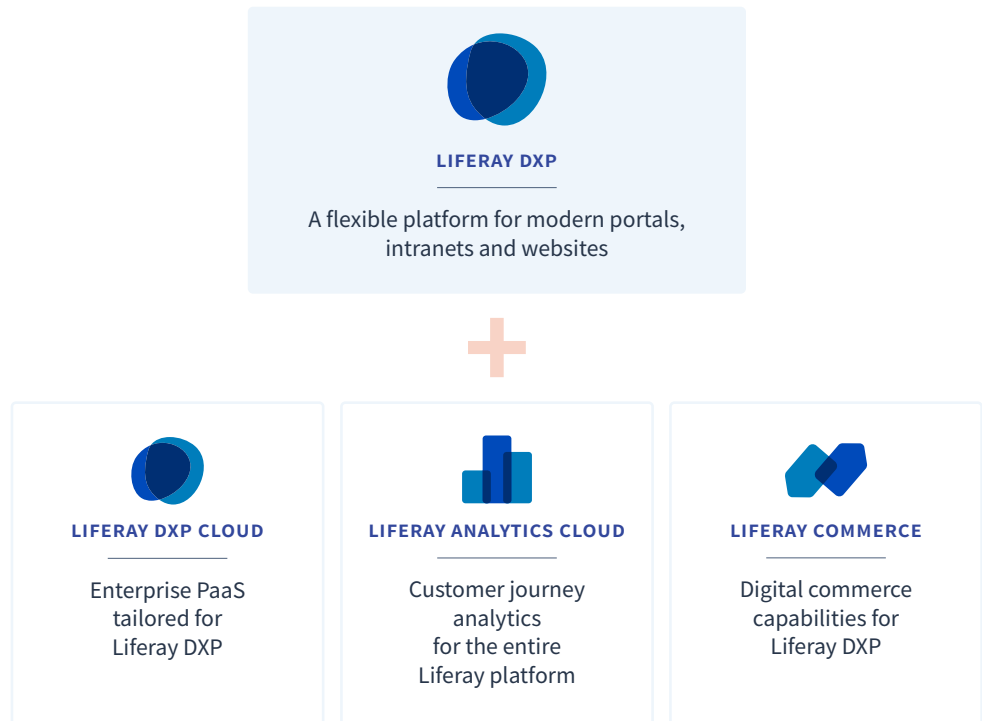 LIFERAY DXP
A flexible platform for modern portals,
intranets and websites
LIFERAY DXP CLOUD
Enterprise PaaS
tailored for
Liferay DXP
LIFERAY ANALYTICS CLOUD
Customer journey
analytics
for the entire
Liferay platform
LIFERAY COMMERCE
Digital commerce
capabilities for
Liferay DXP